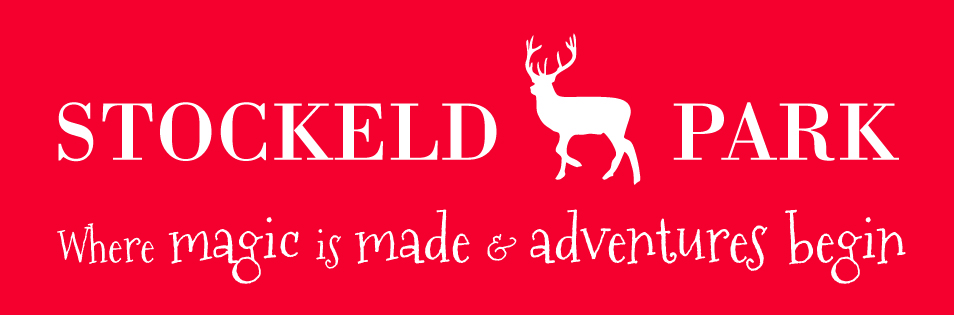 STOCKELD PARK
Where magic is made & adventures begin